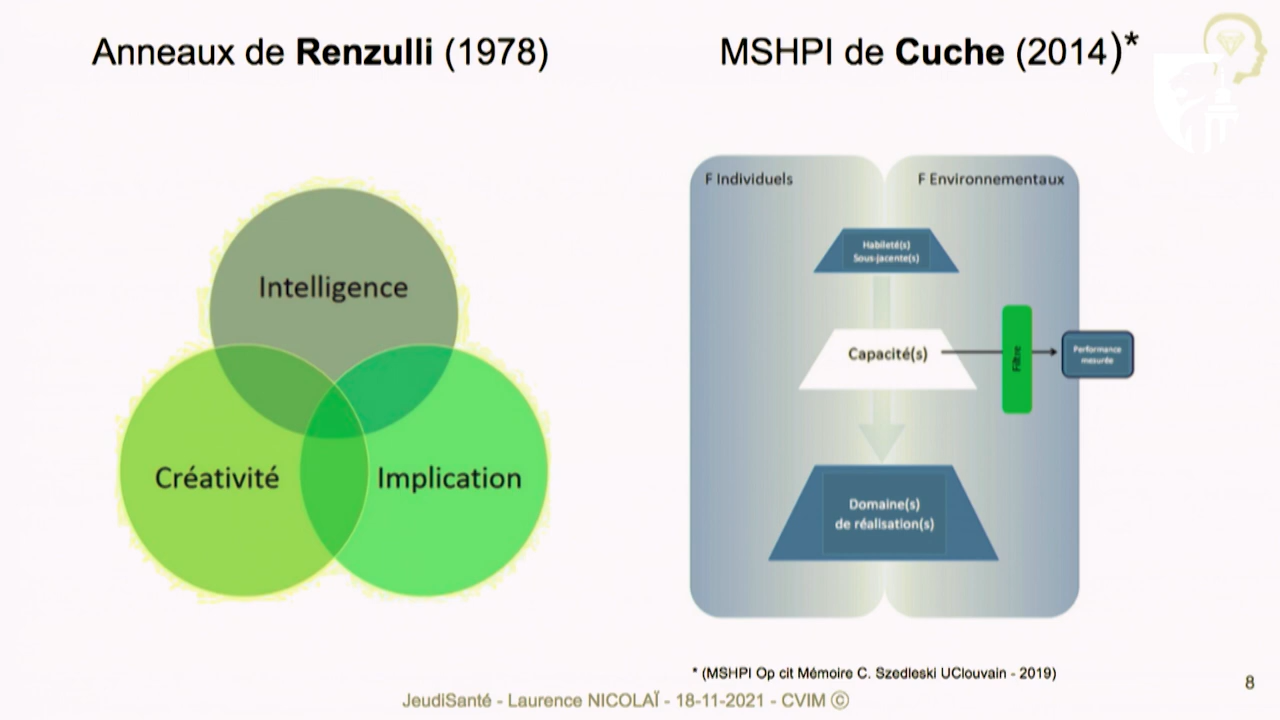 Anneaux de Renzulli (1978)
MSHPI de Cuche (2014)*
Intelligence
Créativité
Implication
F Individuels
F Environnementaux
Habileté(s)
Sous-jacente(s)
Capacité(s)
Filtre
Performance
mesurée
Domaine(s)
de réalisation(s)
* (MSHPI Op cit Mémoire C. Szedleski UClouvain - 2019)
JeudiSanté - Laurence NICOLAÏ - 18-11-2021 - CVIM ©
8